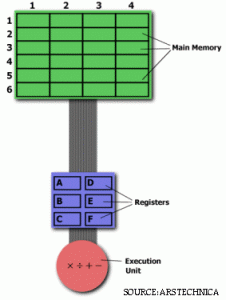 1 2 3 4
1
2
Main Memory
3
4
5
6
A D
Registers
B E
C F
Execution
Unit
× ÷ + −
SOURCE:ARSTECHNICA